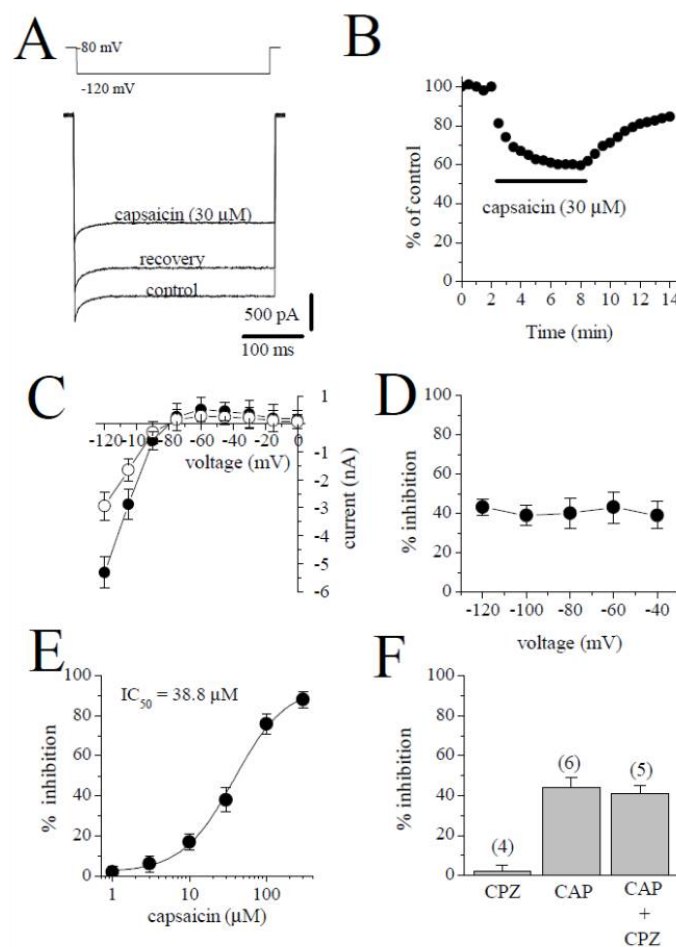 A
-80 mV
-120 mV
capsaicin (30 µM)
recovery
control
500 pA
100 ms
B
100
80
60
40
20
0
% of control
capsaicin (30 µM)
0 2 4 6 8 10 12 14
Time (min)
C
-120 -100 -80 -60 -40 -20 0
voltage (mV)
1
-1
-2
-3
-4
-5
-6
current (nA)
D
100
80
60
40
20
0
% inhibition
-120 -100 -80 -60 -40
voltage (mV)
E
100
80
60
40
20
0
% inhibition
IC50 = 38.8 µM
1 10 100
capsaicin (µM)
F
100
80
60
40
20
0
% inhibition
(4)
(6)
(5)
CPZ CAP CAP
+
CPZ